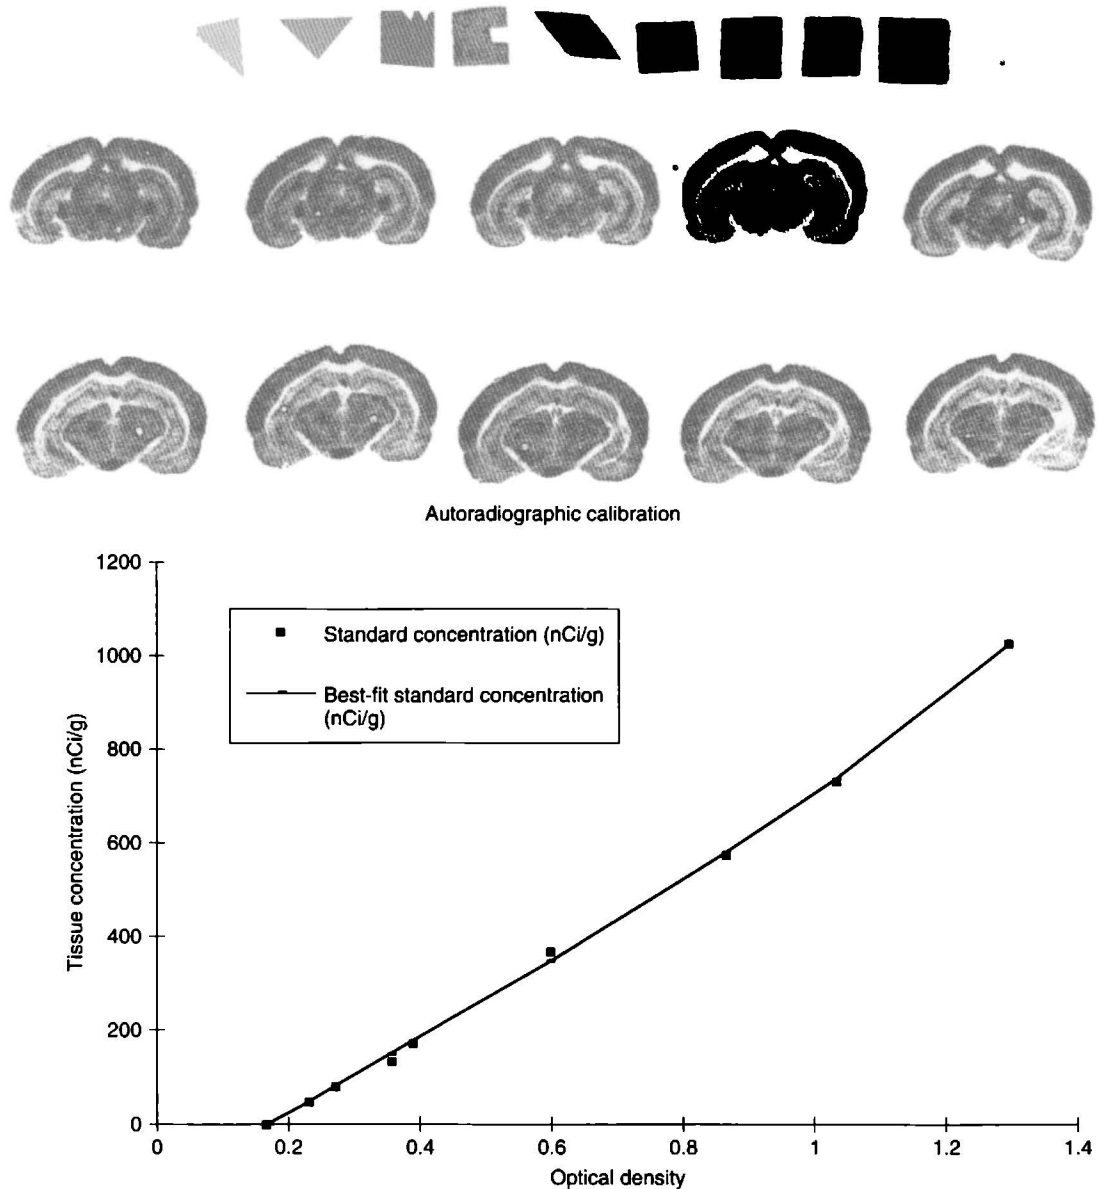 Autoradiographic calibration
1200
1000
800
600
400
200
0
Tissue concentration (nCi/g)
Standard concentration (nCi/g)
Best-fit standard concentration
(nCi/g)
0
0.2
0.4
0.6
0.8
1
1.2
1.4
Optical density